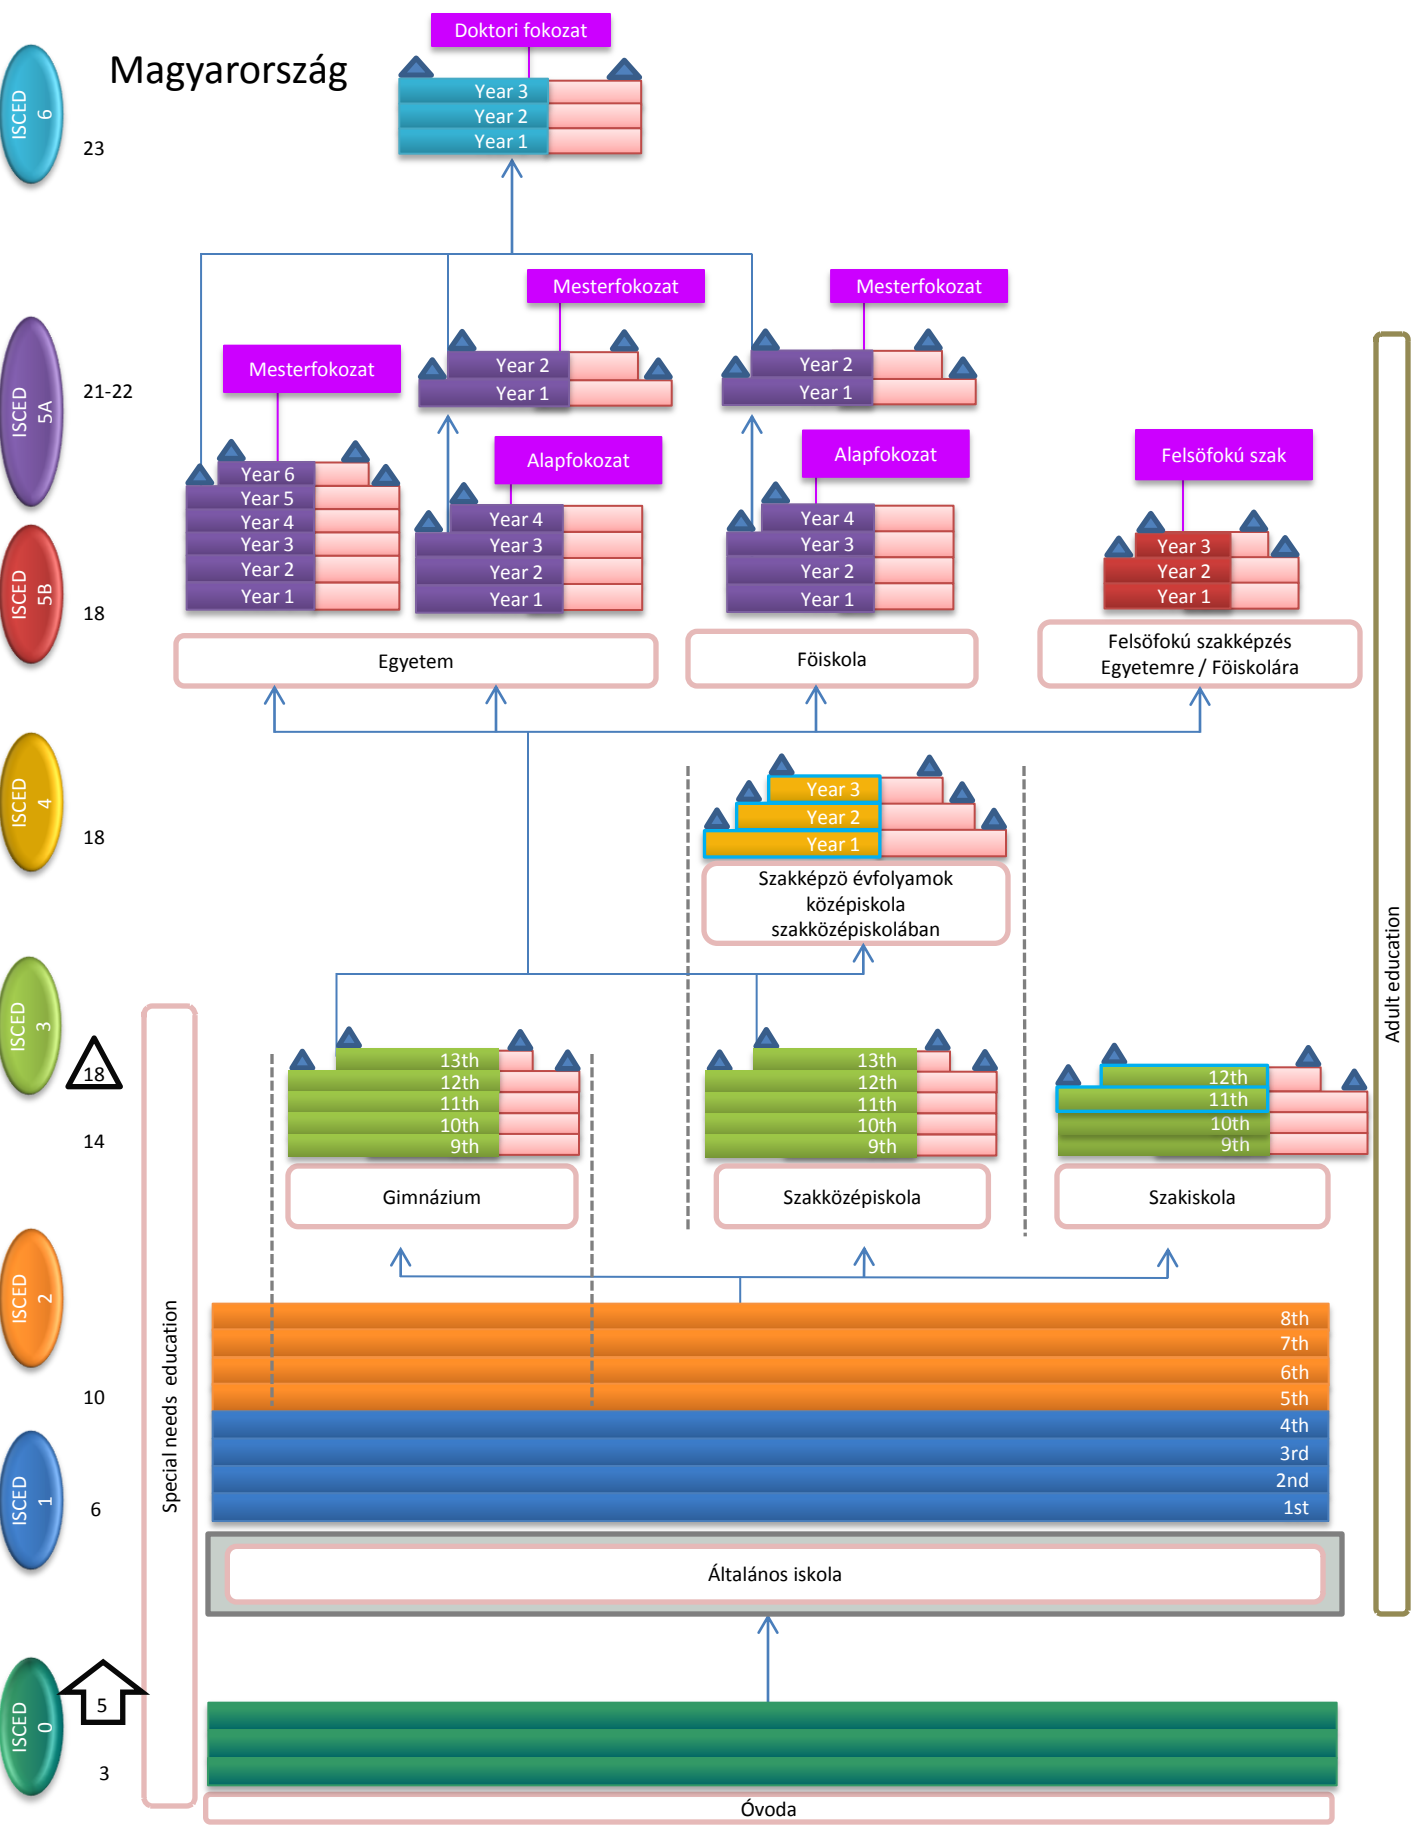 Magyarország
Doktori fokozat
ISCED
6
Year 3
Year 2
Year 1
23
Mesterfokozat
Mesterfokozat
Mesterfokozat
ISCED
5A
21-22
Year 2
Year 1
Year 2
Year 1
Alapfokozat
Alapfokozat
Felsöfokú szak
Year 6
Year 5
Year 4
Year 3
Year 2
Year 1
Year 4
Year 3
Year 2
Year 1
Year 4
Year 3
Year 2
Year 1
Year 3
Year 2
Year 1
ISCED
5B
18
Egyetem
Föiskola
Felsöfokú szakképzés
Egyetemre / Föiskolára
ISCED
4
18
Year 3
Year 2
Year 1
Szakképzö évfolyamok
középiskola
szakközépiskolában
Adult education
ISCED
3
18
14
13th
12th
11th
10th
9th
13th
12th
11th
10th
9th
12th
11th
10th
9th
Gimnázium
Szakközépiskola
Szakiskola
ISCED
2
10
Special needs education
8th
7th
6th
5th
4th
3rd
2nd
1st
ISCED
1
6
Általános iskola
ISCED
0
5
3
Óvoda